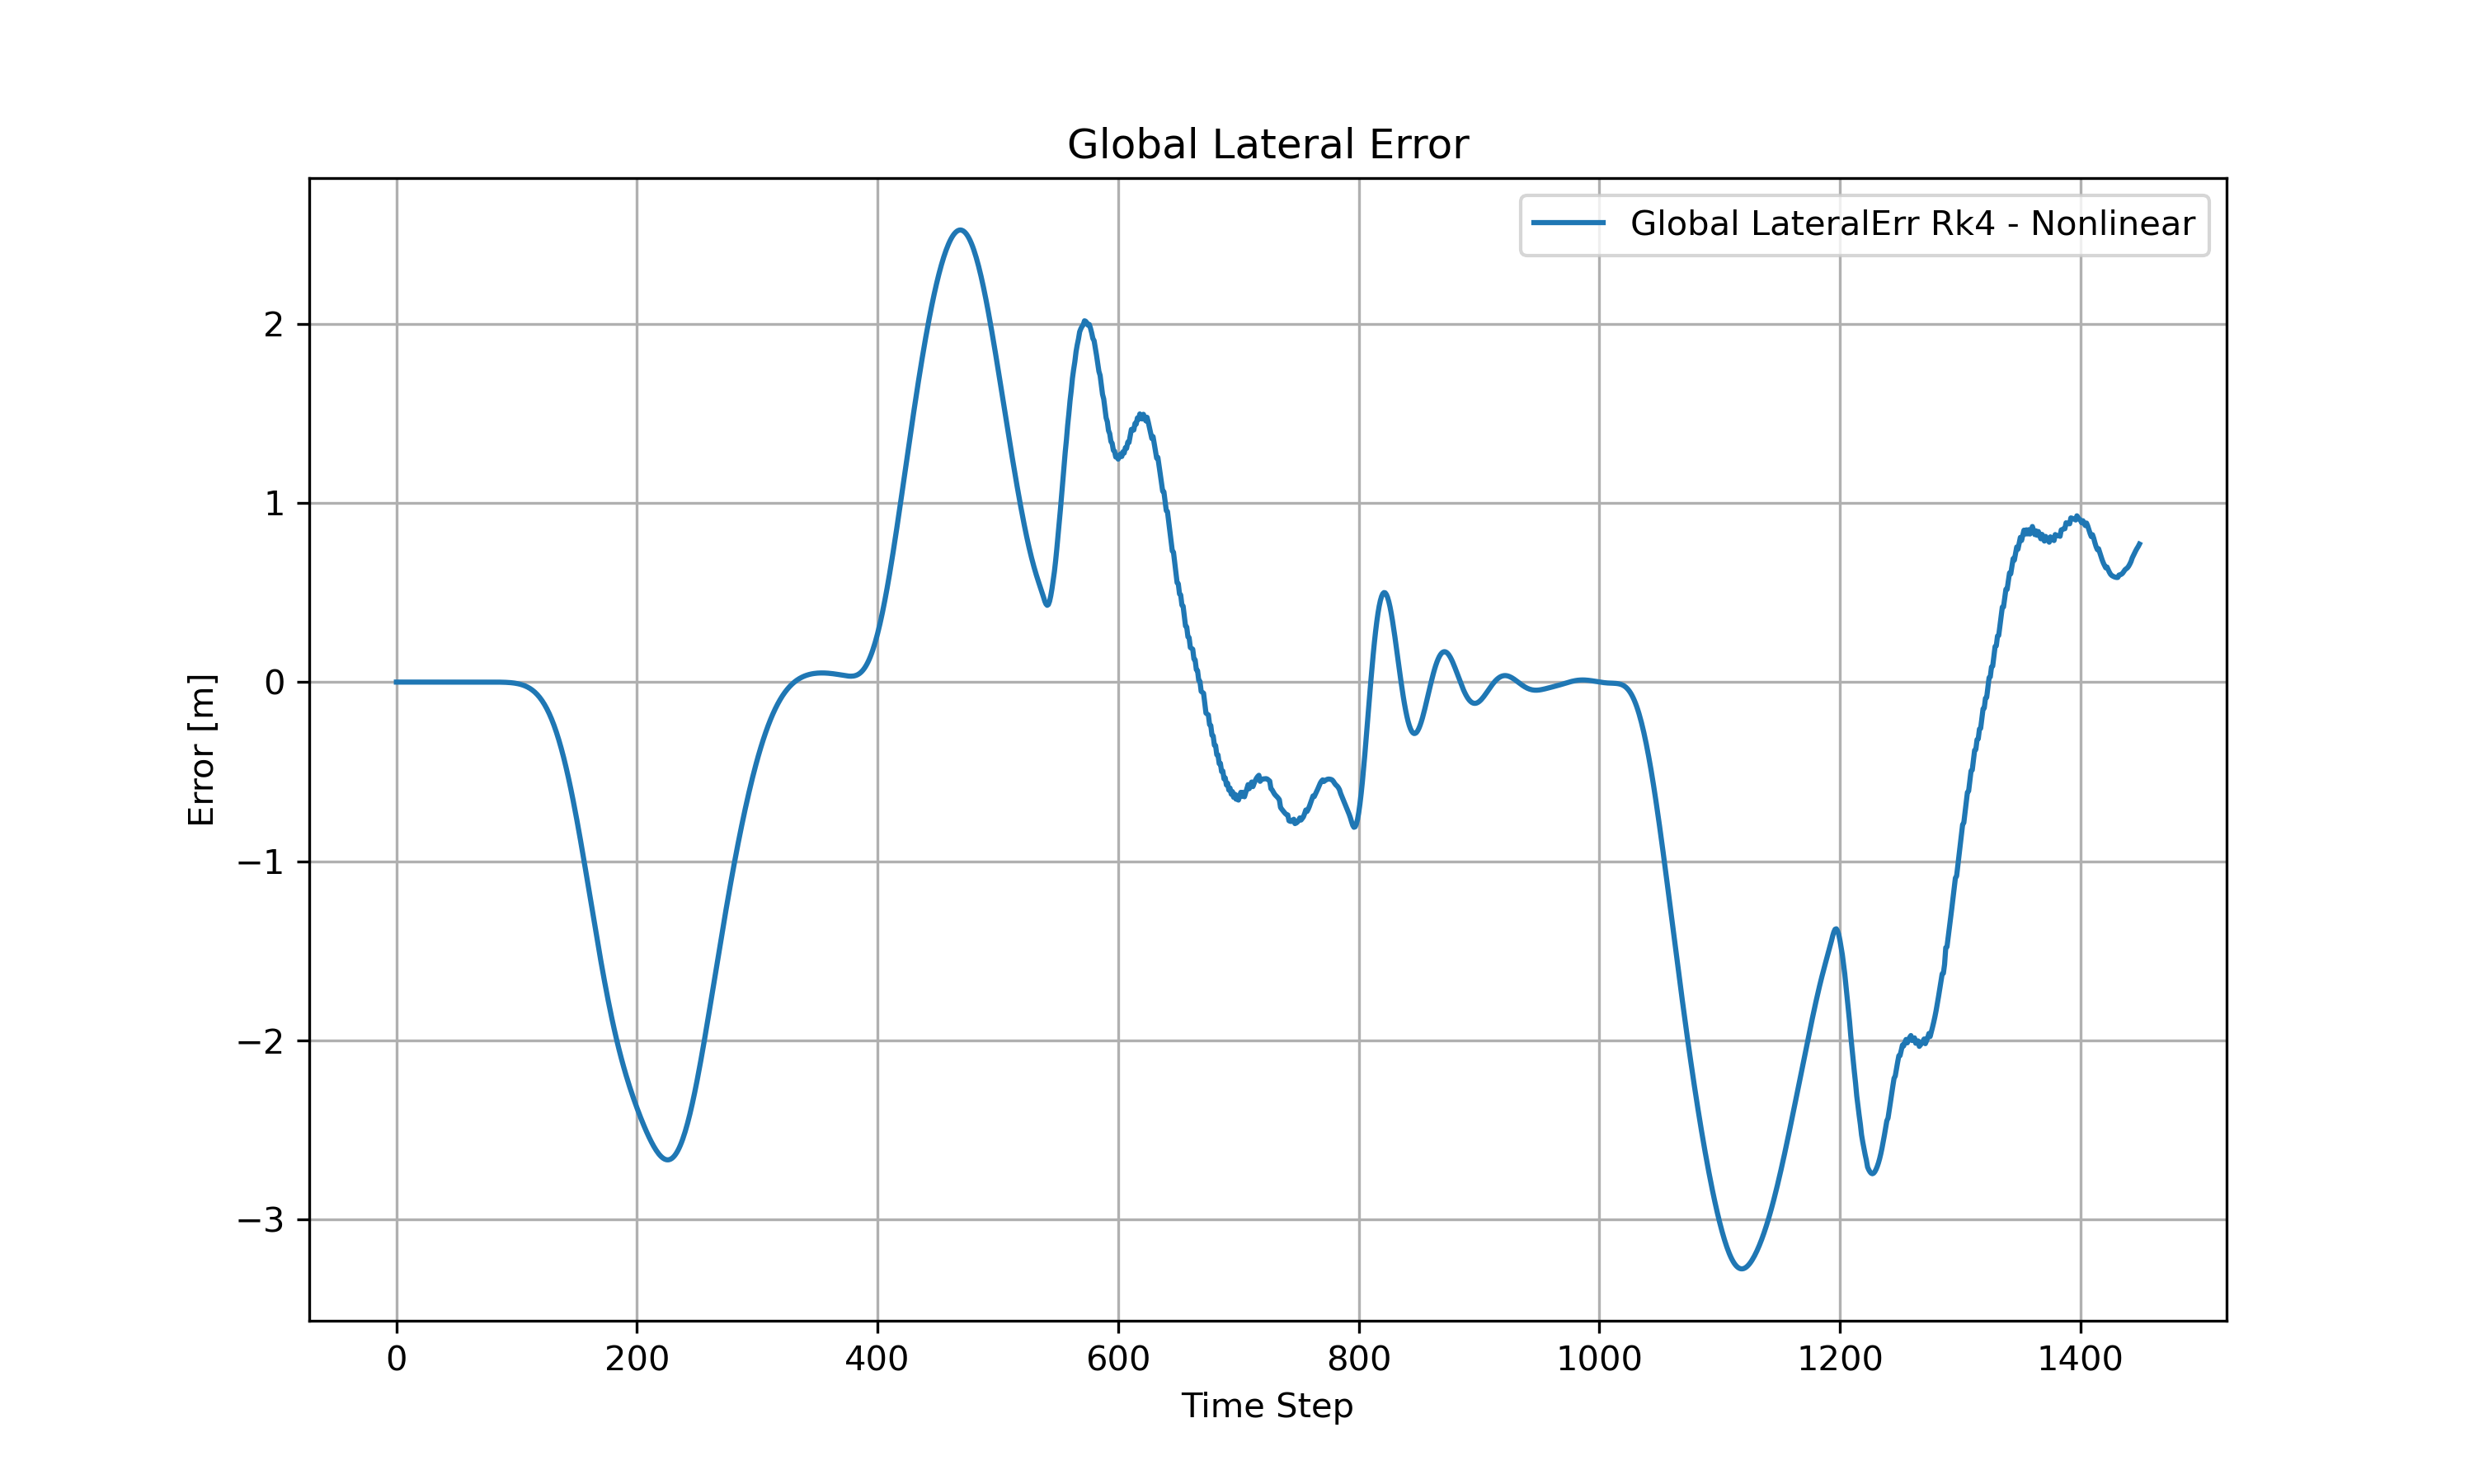 Global Lateral Error
Global LateralErr Rk4 - Nonlinear
2
1
0
−1
−2
−3
Error [m]
0 200 400 600 800 1000 1200 1400
Time Step